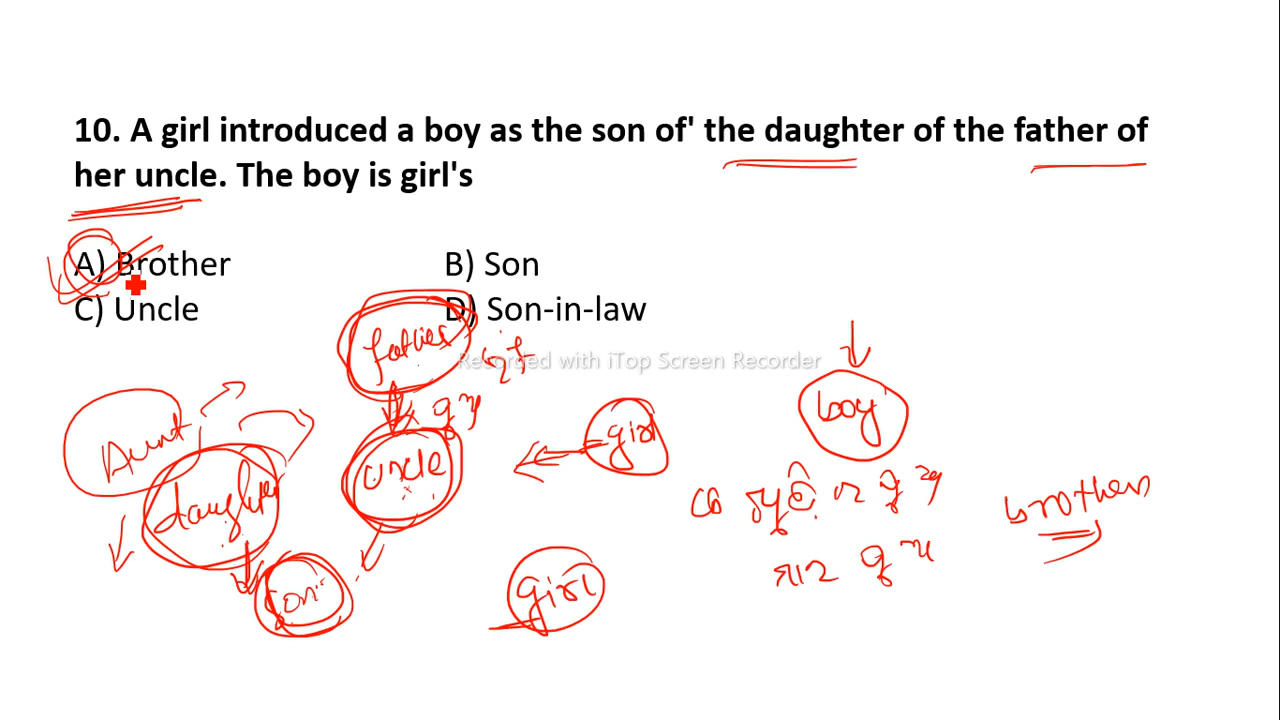 10. A girl introduced a boy as the son of' the daughter of the father of
her uncle. The boy is girl's
A) Brother
B) Son
C) Uncle
D) Son-in-law
Recorded with iTop Screen Recorder
father
boy
girl
Aunt
uncle
daughter
brother
son
girl